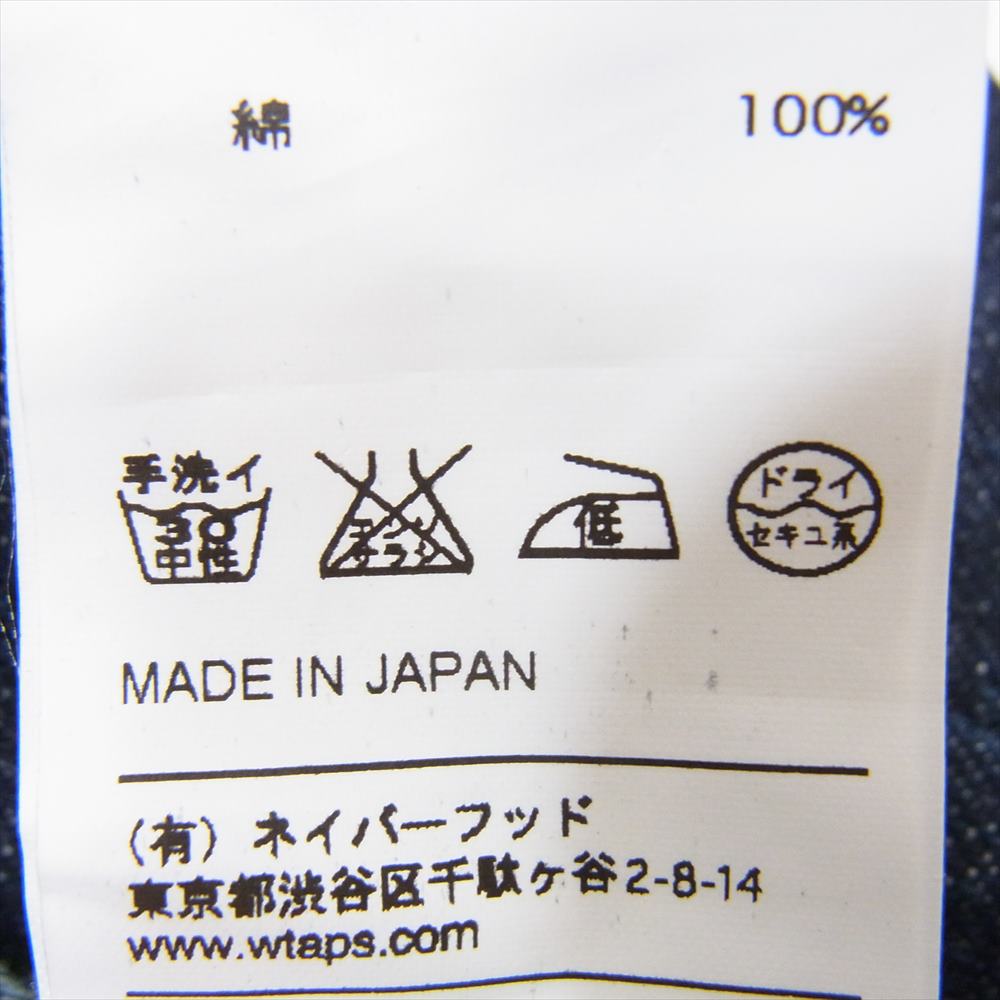 綿 100%
手洗イ
30
中性
エンソ
サラシ
低
ドライ
セキユ系
MADE IN JAPAN
(有) ネイバーフッド
東京都渋谷区千駄ヶ谷2-8-14
www.wtaps.com